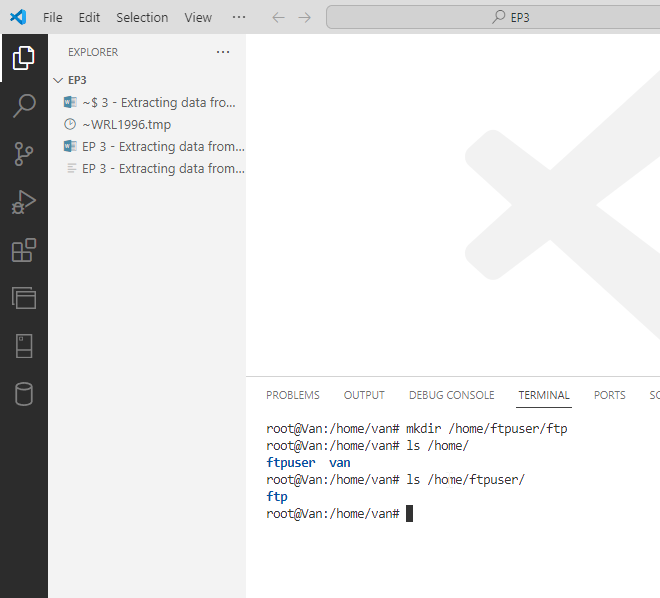 File Edit Selection View ···
EP3
EXPLORER ···
EP3
~$ 3 - Extracting data fro...
~WRL1996.tmp
EP 3 - Extracting data from...
EP 3 - Extracting data from...
PROBLEMS OUTPUT DEBUG CONSOLE TERMINAL PORTS
root@Van:/home/van# mkdir /home/ftpuser/ftp
root@Van:/home/van# ls /home/
ftpuser van
root@Van:/home/van# ls /home/ftpuser/
ftp
root@Van:/home/van#